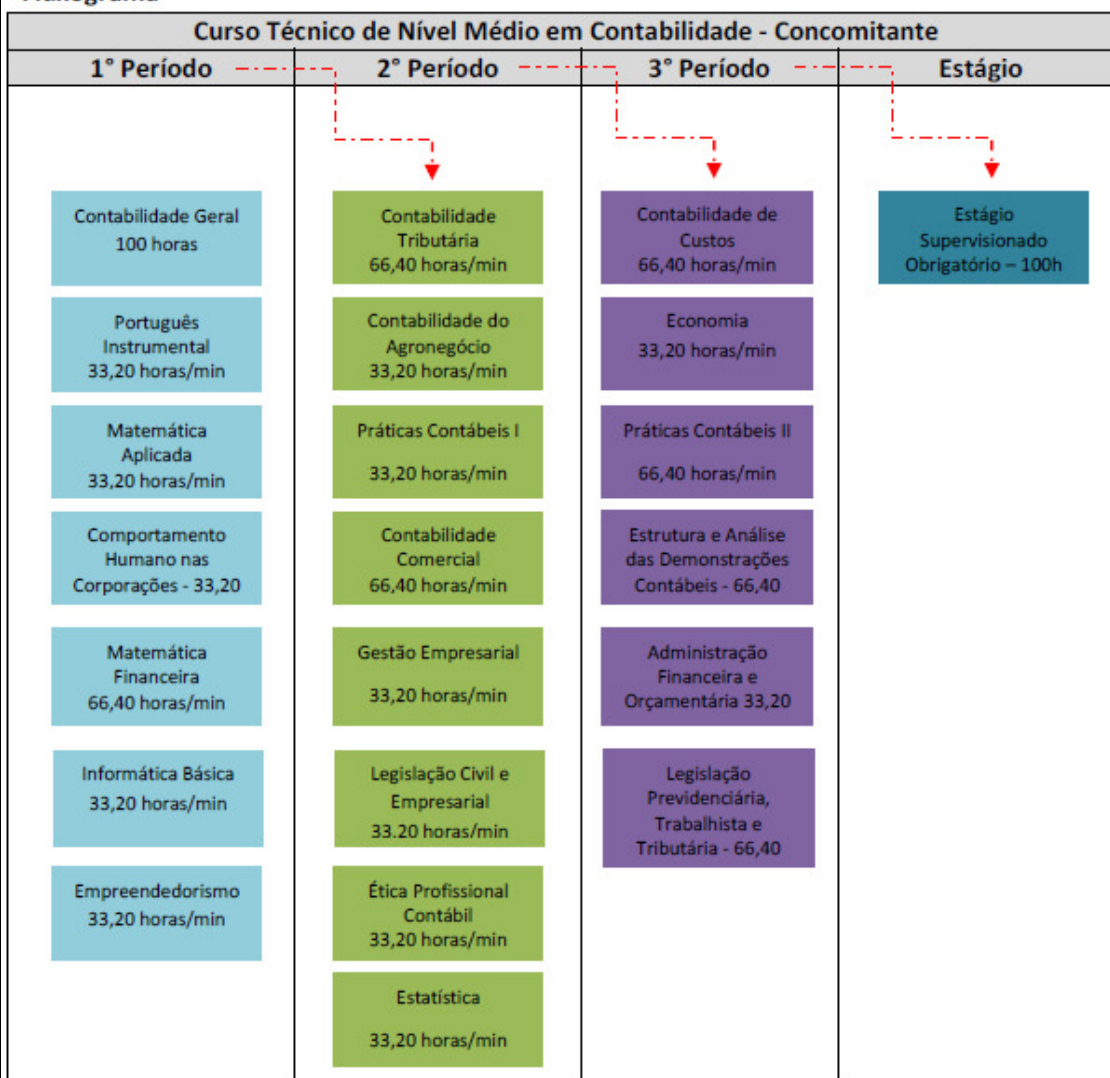 Curso Técnico de Nível Médio em Contabilidade - Concomitante
1° Período
2° Período
3° Período
Estágio
Contabilidade Geral
100 horas
Português
Instrumental
33,20 horas/min
Matemática
Aplicada
33,20 horas/min
Comportamento
Humano nas
Corporações - 33,20
Matemática
Financeira
66,40 horas/min
Informática Básica
33,20 horas/min
Empreendedorismo
33,20 horas/min
Contabilidade
Tributária
66,40 horas/min
Contabilidade do
Agronegócio
33,20 horas/min
Práticas Contábeis I
33,20 horas/min
Contabilidade
Comercial
66,40 horas/min
Gestão Empresarial
33,20 horas/min
Legislação Civil e
Empresarial
33.20 horas/min
Ética Profissional
Contábil
33,20 horas/min
Estatística
33,20 horas/min
Contabilidade de
Custos
66,40 horas/min
Economia
33,20 horas/min
Práticas Contábeis II
66,40 horas/min
Estrutura e Análise
das Demonstrações
Contábeis - 66,40
Administração
Financeira e
Orçamentária 33,20
Legislação
Previdenciária,
Trabalhista e
Tributária - 66,40
Estágio
Supervisionado
Obrigatório – 100h